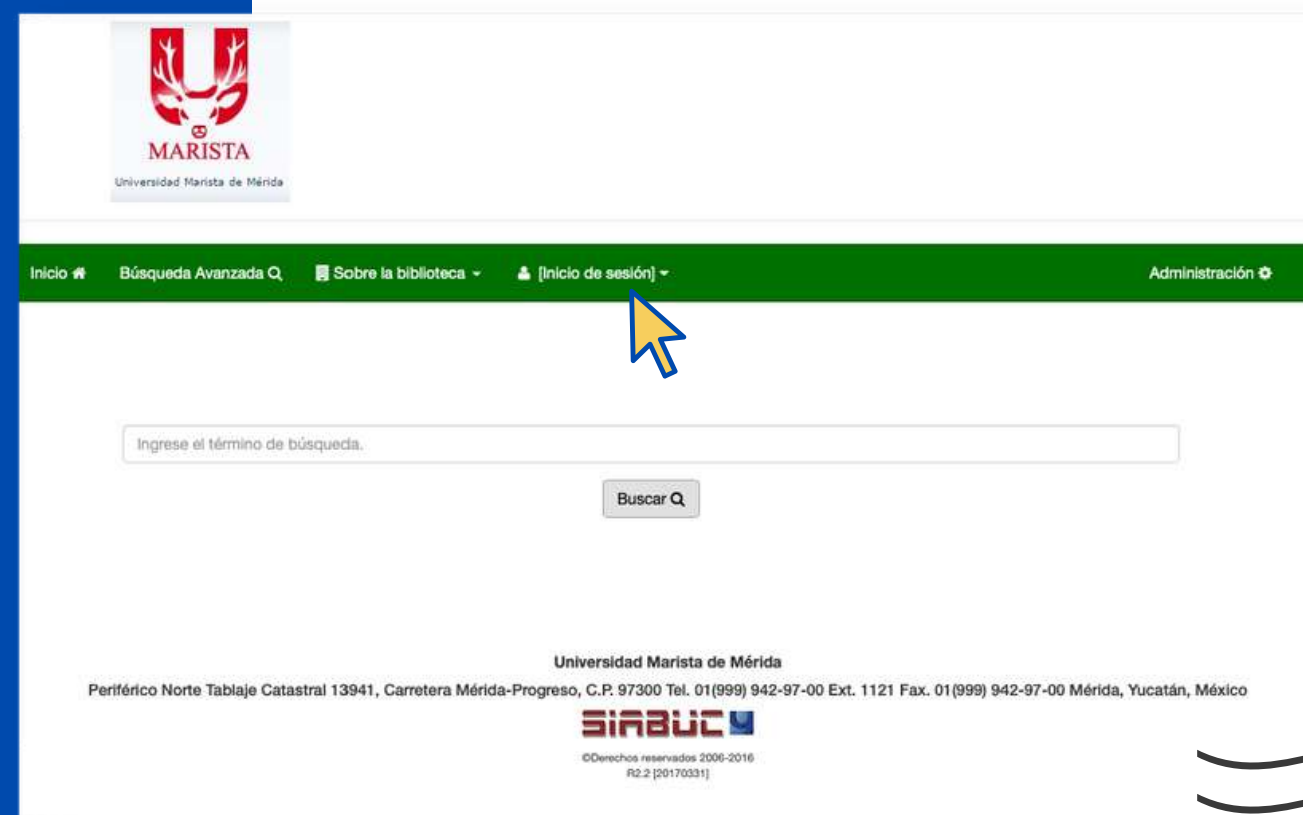 MARISTA
Universidad Marista de Mérida
Inicio Búsqueda Avanzada Sobre la biblioteca [Inicio de sesión] Administración
Ingrese el término de búsqueda.
Buscar
Universidad Marista de Mérida
Periférico Norte Tablaje Catastral 13941, Carretera Mérida-Progreso, C.P. 97300 Tel. 01(999) 942-97-00 Ext. 1121 Fax. 01(999) 942-97-00 Mérida, Yucatán, México
SIABUC
©Derechos reservados 2006-2016
R2.2 [20170331]